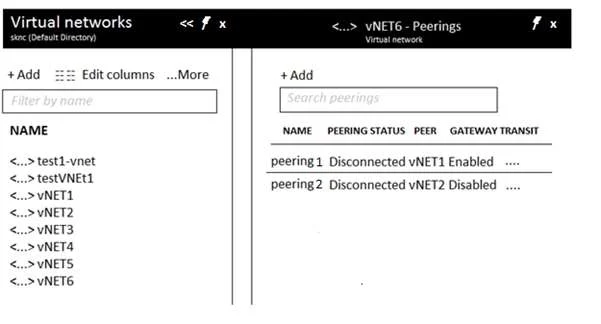 Virtual networks << x
sknc (Default Directory)
+ Add Edit columns ...More
Filter by name
NAME
<...> test1-vnet
<...> testVNEt1
<...> vNET1
<...> vNET2
<...> vNET3
<...> vNET4
<...> vNET5
<...> vNET6
<...> vNET6 - Peerings x
Virtual network
+ Add
Search peerings
NAME PEERING STATUS PEER GATEWAY TRANSIT
peering 1 Disconnected vNET1 Enabled ....
peering 2 Disconnected vNET2 Disabled ....